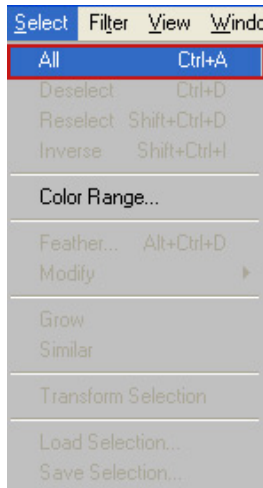 Select Filter View Windo
All Ctrl+A
Deselect Ctrl+D
Reselect Shift+Ctrl+D
Inverse Shift+Ctrl+I
Color Range...
Feather... Alt+Ctrl+D
Modify
Grow
Similar
Transform Selection
Load Selection...
Save Selection...